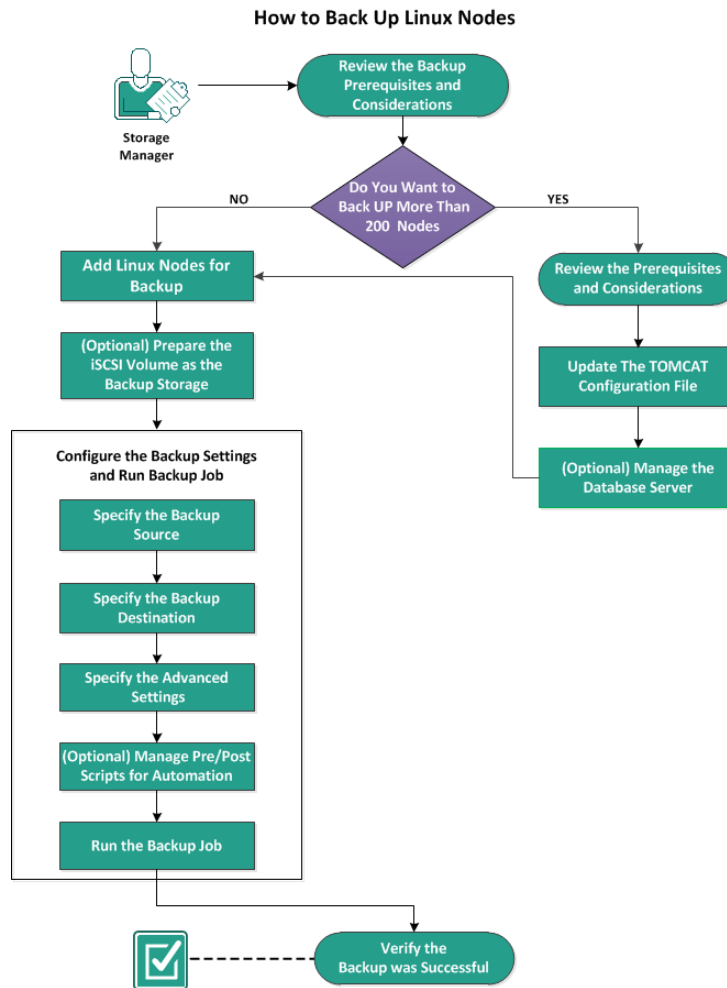 How to Back Up Linux Nodes
Review the Backup
Prerequisites and
Considerations
Storage
Manager
Do You Want to
Back UP More Than
200 Nodes
NO
YES
Add Linux Nodes for
Backup
Review the Prerequisites
and Considerations
(Optional) Prepare the
iSCSI Volume as the
Backup Storage
Update The TOMCAT
Configuration File
(Optional) Manage the
Database Server
Configure the Backup Settings
and Run Backup Job
Specify the Backup
Source
Specify the Backup
Destination
Specify the Advanced
Settings
(Optional) Manage Pre/Post
Scripts for Automation
Run the Backup Job
Verify the
Backup was Successful